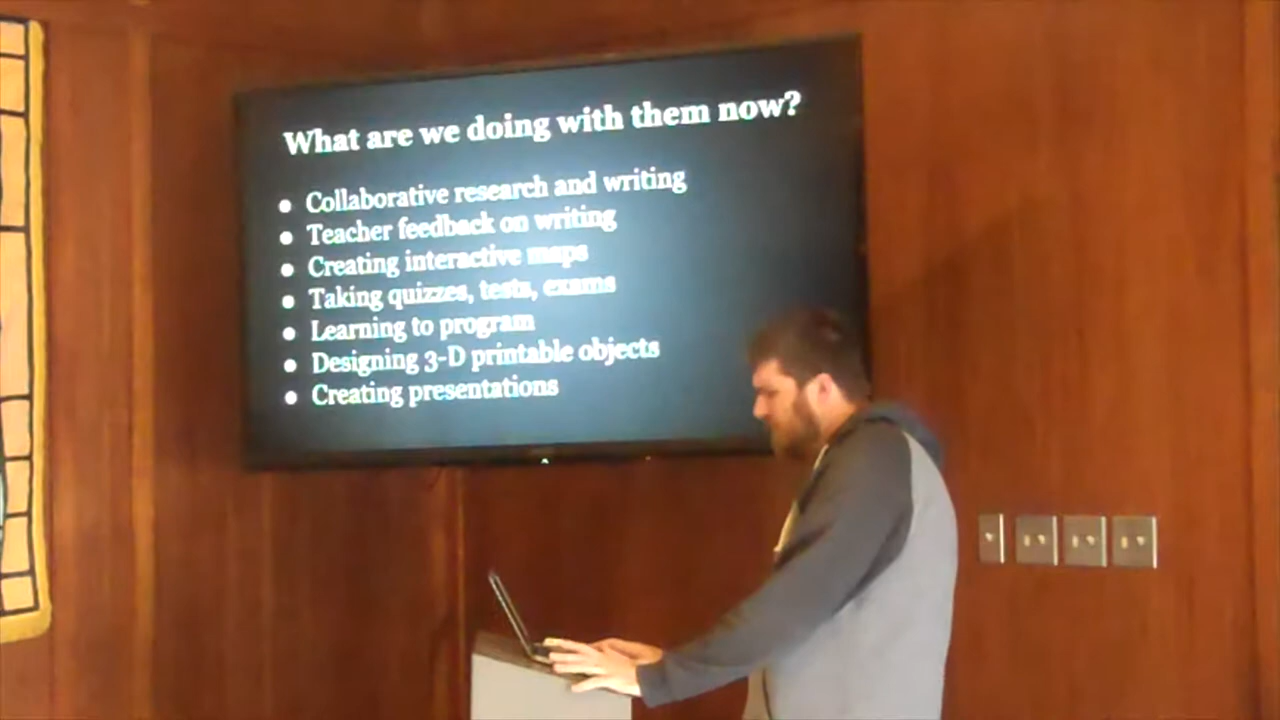 What are we doing with them now?
● Collaborative research and writing
● Teacher feedback on writing
● Creating interactive maps
● Taking quizzes, tests, exams
● Learning to program
● Designing 3-D printable objects
● Creating presentations